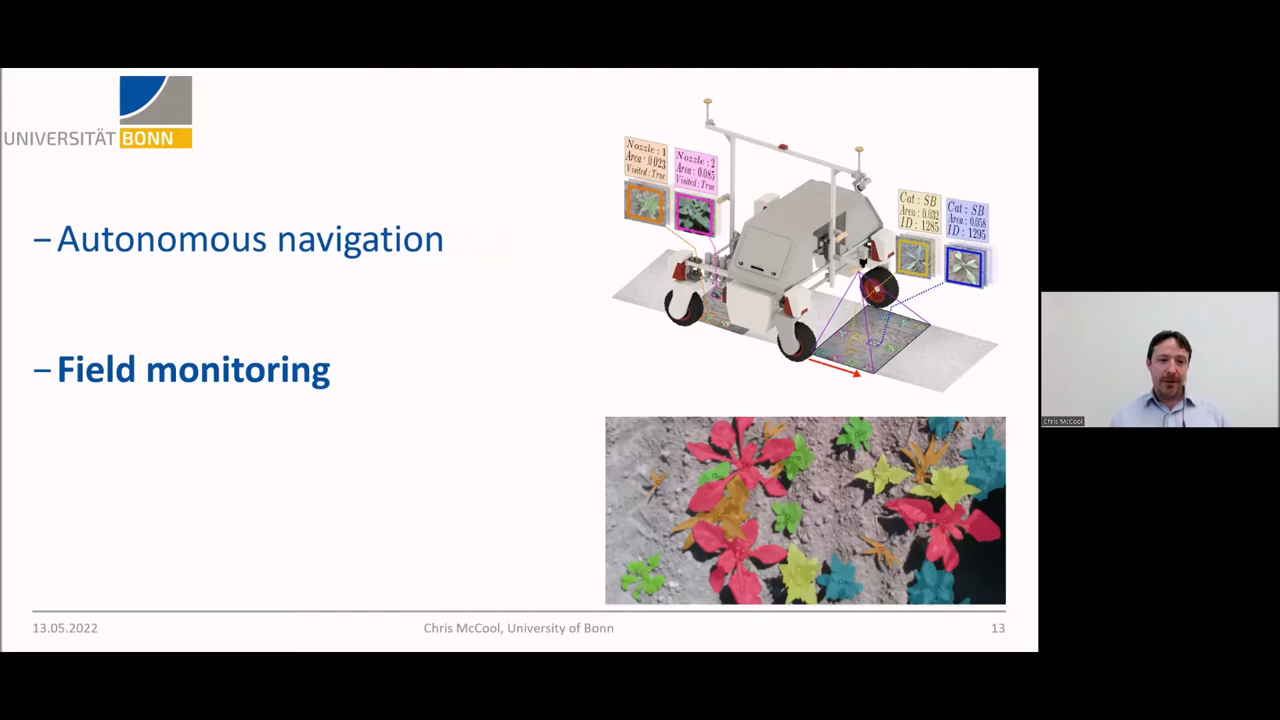 UNIVERSITÄT BONN
– Autonomous navigation
– Field monitoring
Nozzle : 1
Area : 0.023
Visited : True
Nozzle : 2
Area : 0.085
Visited : True
Cat : SB
Area : 0.032
ID : 1285
Cat : SB
Area : 0.058
ID : 1295
Chris McCool
13.05.2022
Chris McCool, University of Bonn
13